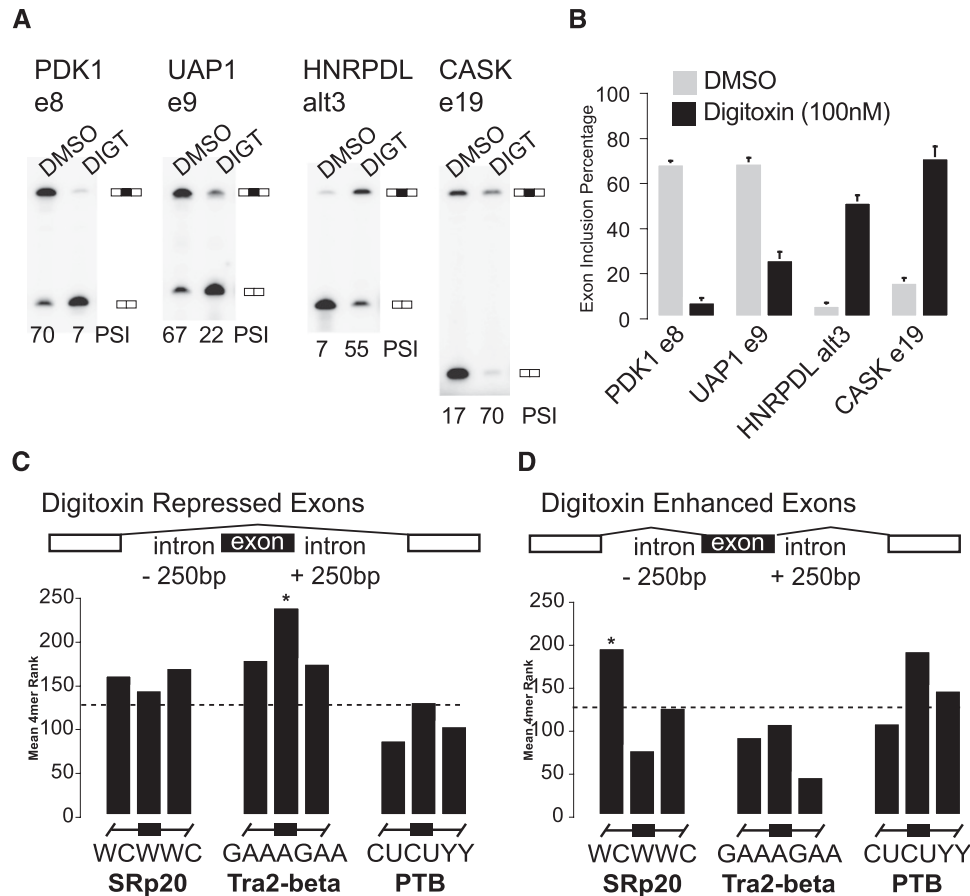 A
PDK1
e8
DMSO
DIGT
70 7 PSI
UAP1
e9
DMSO
DIGT
67 22 PSI
HNRPDL
alt3
DMSO
DIGT
7 55 PSI
CASK
e19
DMSO
DIGT
17 70 PSI
B
DMSO
Digitoxin (100nM)
Exon Inclusion Percentage
100
80
60
40
20
0
PDK1 e8
UAP1 e9
HNRPDL alt3
CASK e19
C
Digitoxin Repressed Exons
intron exon intron
- 250bp + 250bp
Mean 4mer Rank
250
200
150
100
50
0
*
WCWWC GAAAGAA CUCUYY
SRp20 Tra2-beta PTB
D
Digitoxin Enhanced Exons
intron exon intron
- 250bp + 250bp
Mean 4mer Rank
250
200
150
100
50
0
*
WCWWC GAAAGAA CUCUYY
SRp20 Tra2-beta PTB